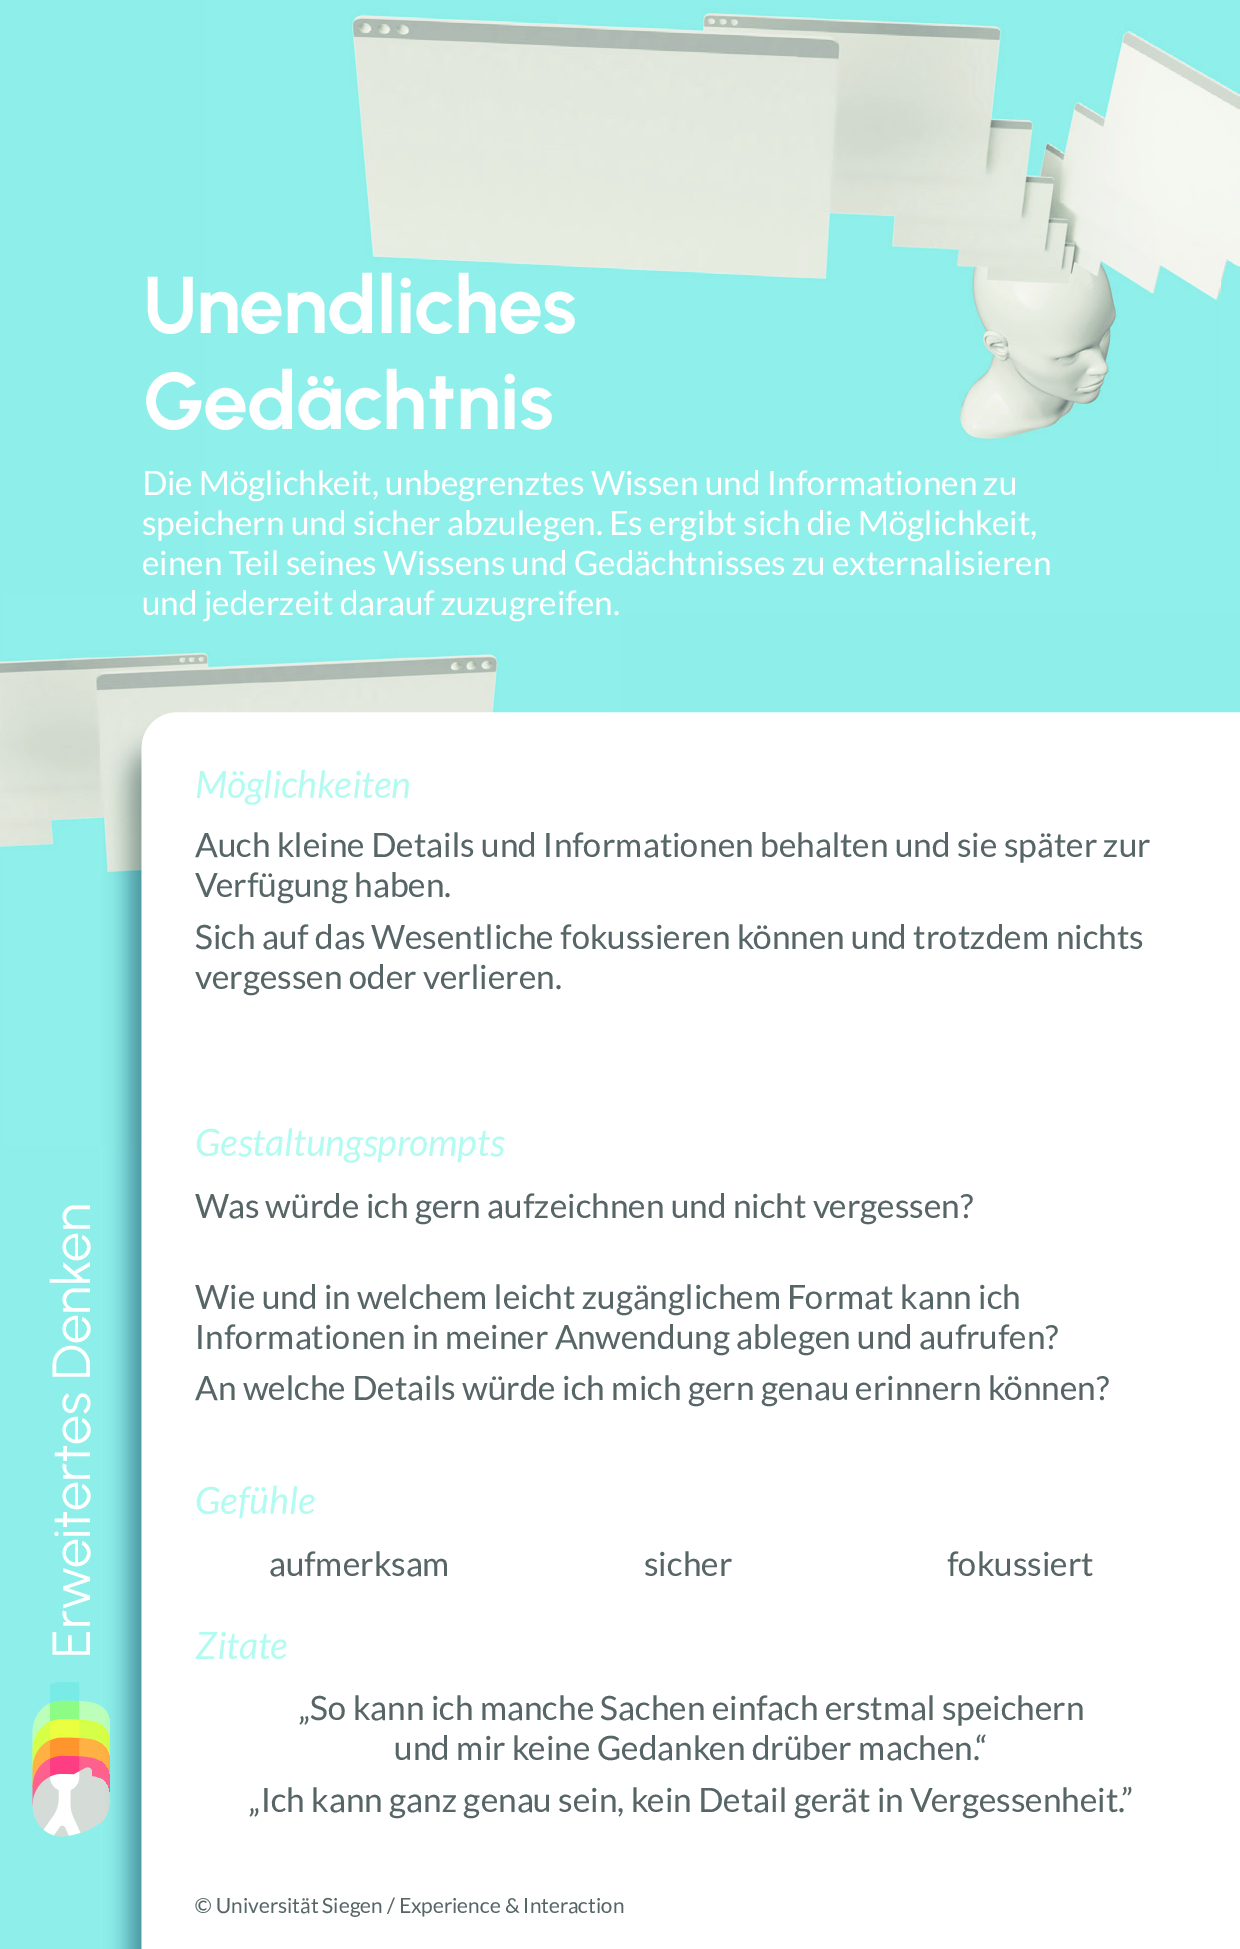 Unendliches
Gedächtnis
Die Möglichkeit, unbegrenztes Wissen und Informationen zu
speichern und sicher abzulegen. Es ergibt sich die Möglichkeit,
einen Teil seines Wissens und Gedächtnisses zu externalisieren
und jederzeit darauf zuzugreifen.
Möglichkeiten
Auch kleine Details und Informationen behalten und sie später zur
Verfügung haben.
Sich auf das Wesentliche fokussieren können und trotzdem nichts
vergessen oder verlieren.
Gestaltungsprompts
Was würde ich gern aufzeichnen und nicht vergessen?
Wie und in welchem leicht zugänglichem Format kann ich
Informationen in meiner Anwendung ablegen und aufrufen?
An welche Details würde ich mich gern genau erinnern können?
Gefühle
aufmerksam sicher fokussiert
Zitate
„So kann ich manche Sachen einfach erstmal speichern
und mir keine Gedanken drüber machen.“
„Ich kann ganz genau sein, kein Detail gerät in Vergessenheit.”
© Universität Siegen / Experience & Interaction
Erweitertes Denken